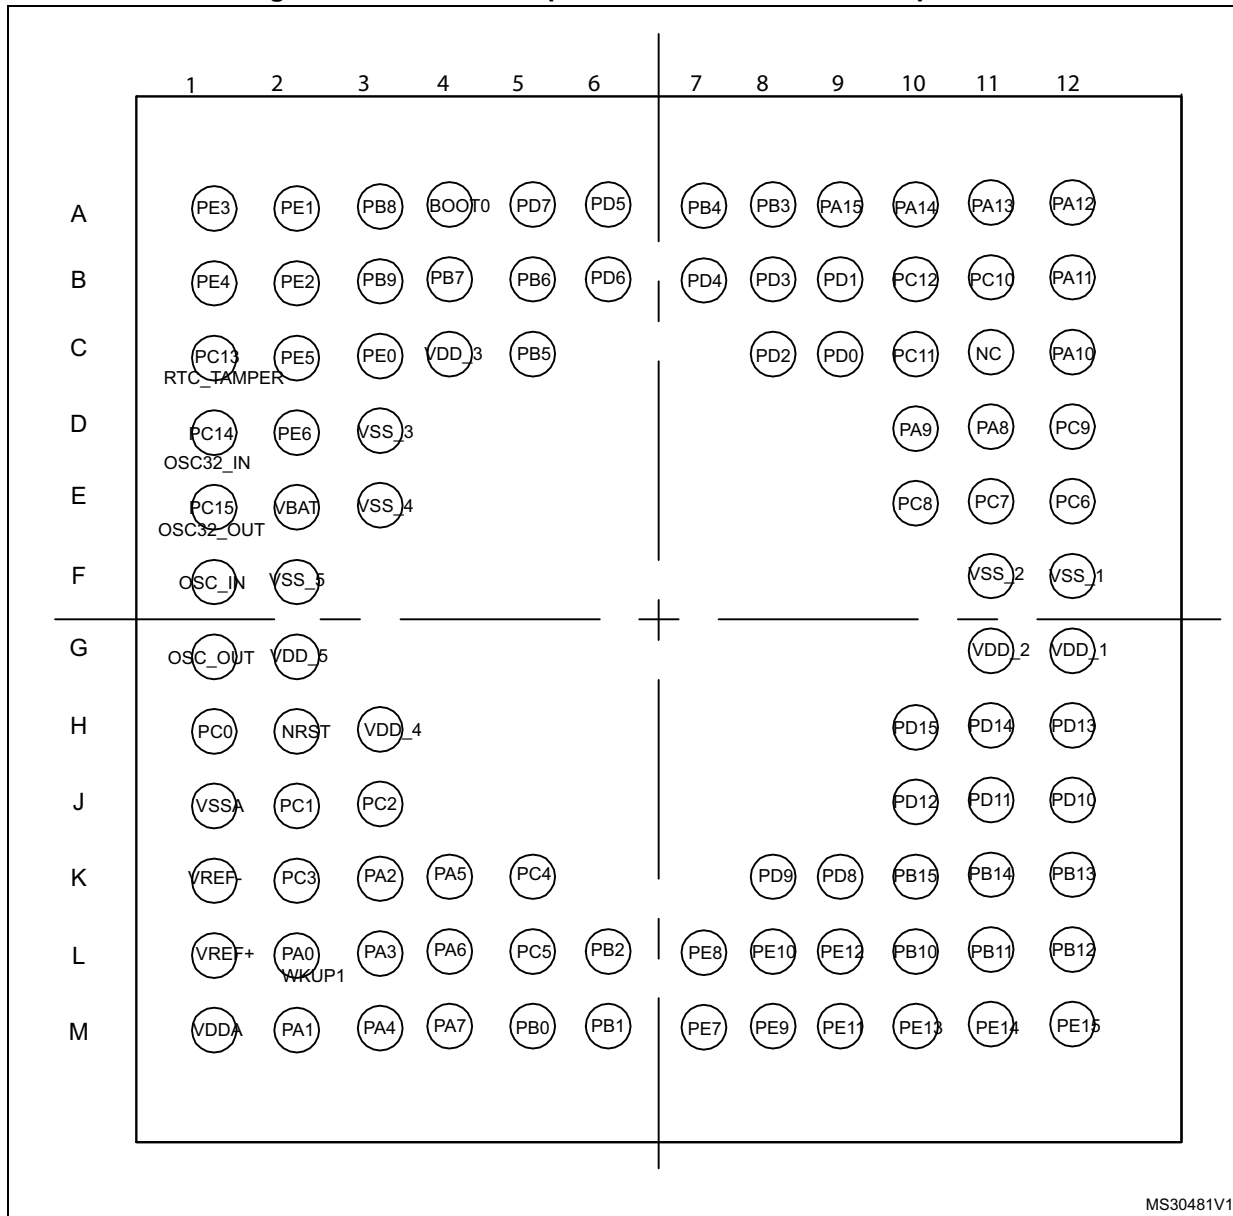 1 2 3 4 5 6 7 8 9 10 11 12
A PE3 PE1 PB8 BOOT0 PD7 PD5 PB4 PB3 PA15 PA14 PA13 PA12
B PE4 PE2 PB9 PB7 PB6 PD6 PD4 PD3 PD1 PC12 PC10 PA11
C PC13 PE5 PE0 VDD_3 PB5 PD2 PD0 PC11 NC PA10
RTC_TAMPER
D PC14 PE6 VSS_3 PA9 PA8 PC9
OSC32_IN
E PC15 VBAT VSS_4 PC8 PC7 PC6
OSC32_OUT
F OSC_IN VSS_5 VSS_2 VSS_1
G OSC_OUT VDD_5 VDD_2 VDD_1
H PC0 NRST VDD_4 PD15 PD14 PD13
J VSSA PC1 PC2 PD12 PD11 PD10
K VREF- PC3 PA2 PA5 PC4 PD9 PD8 PB15 PB14 PB13
L VREF+ PA0 PA3 PA6 PC5 PB2 PE8 PE10 PE12 PB10 PB11 PB12
WKUP1
M VDDA PA1 PA4 PA7 PB0 PB1 PE7 PE9 PE11 PE13 PE14 PE15
MS30481V1